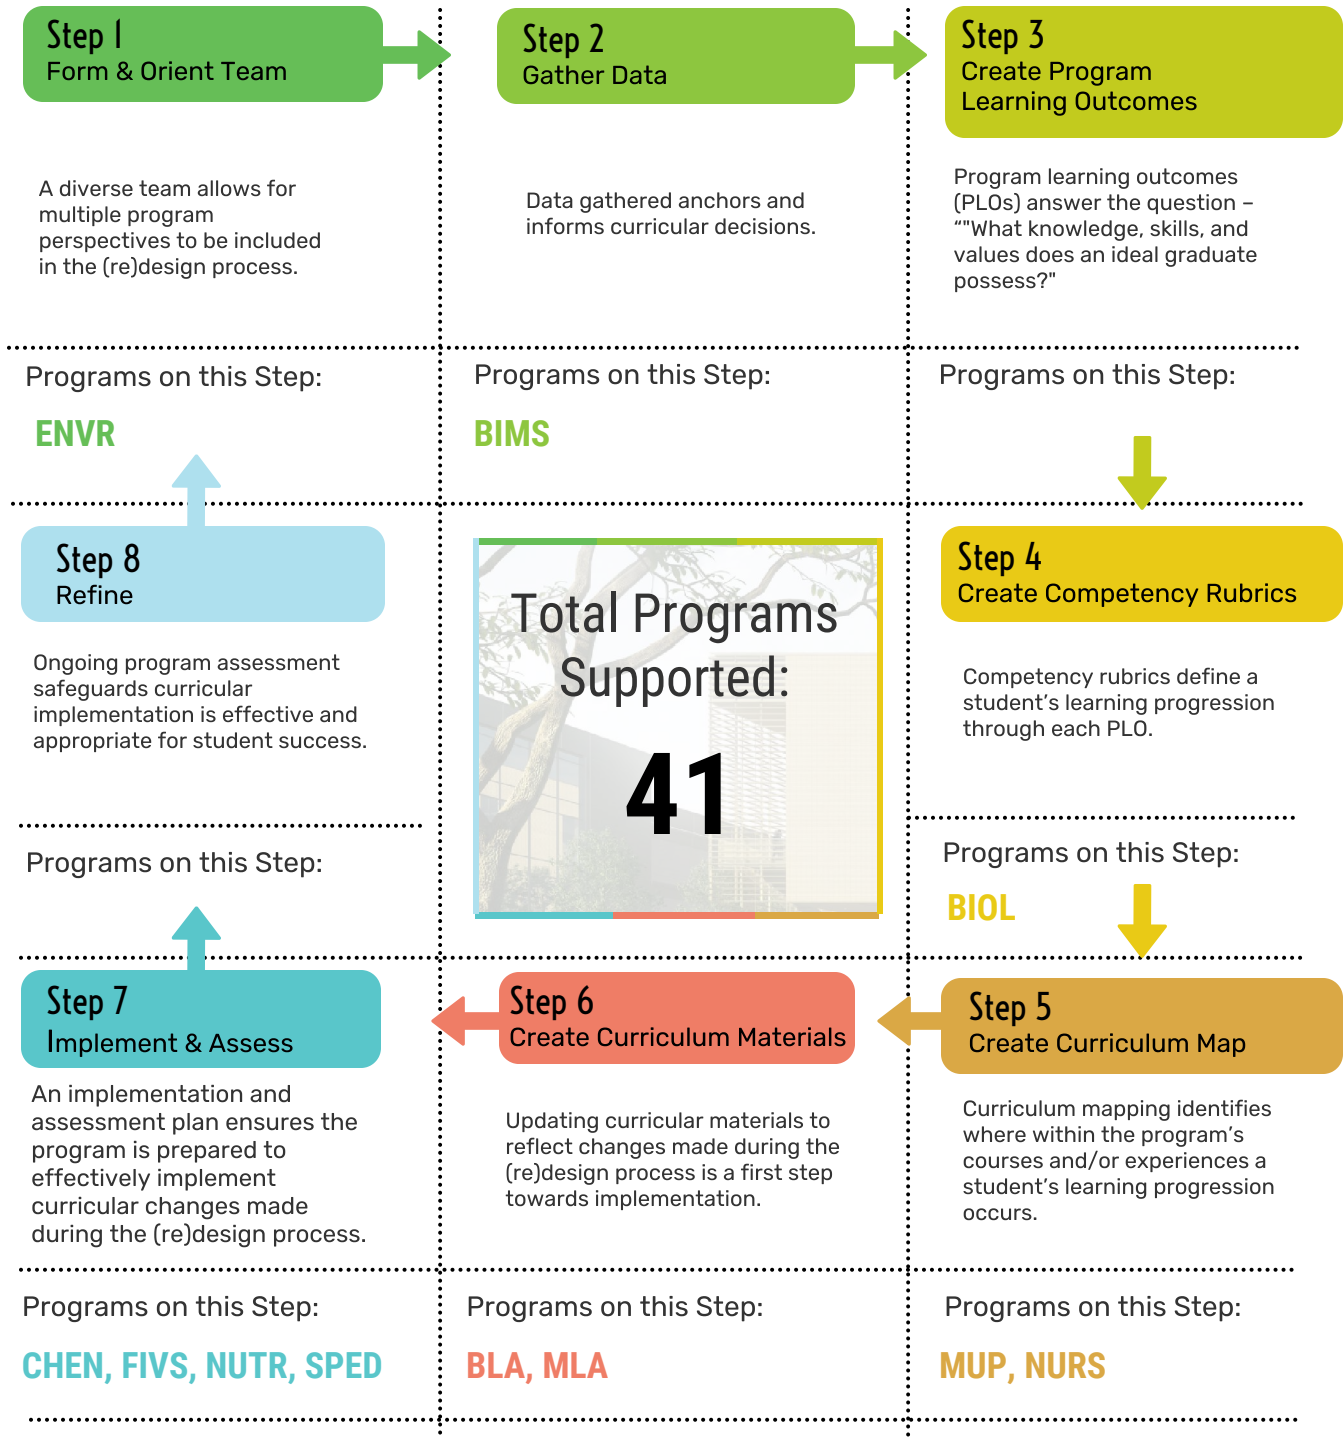 Step 1
Form & Orient Team
A diverse team allows for
multiple program
perspectives to be included
in the (re)design process.
Programs on this Step:
ENVR
Step 2
Gather Data
Data gathered anchors and
informs curricular decisions.
Programs on this Step:
BIMS
Step 3
Create Program
Learning Outcomes
Program learning outcomes
(PLOs) answer the question –
“"What knowledge, skills, and
values does an ideal graduate
possess?"
Programs on this Step:
Step 4
Create Competency Rubrics
Competency rubrics define a
student’s learning progression
through each PLO.
Programs on this Step:
BIOL
Step 5
Create Curriculum Map
Curriculum mapping identifies
where within the program’s
courses and/or experiences a
student’s learning progression
occurs.
Programs on this Step:
MUP, NURS
Step 6
Create Curriculum Materials
Updating curricular materials to
reflect changes made during the
(re)design process is a first step
towards implementation.
Programs on this Step:
BLA, MLA
Step 7
Implement & Assess
An implementation and
assessment plan ensures the
program is prepared to
effectively implement
curricular changes made
during the (re)design process.
Programs on this Step:
CHEN, FIVS, NUTR, SPED
Step 8
Refine
Ongoing program assessment
safeguards curricular
implementation is effective and
appropriate for student success.
Programs on this Step:
Total Programs
Supported:
41